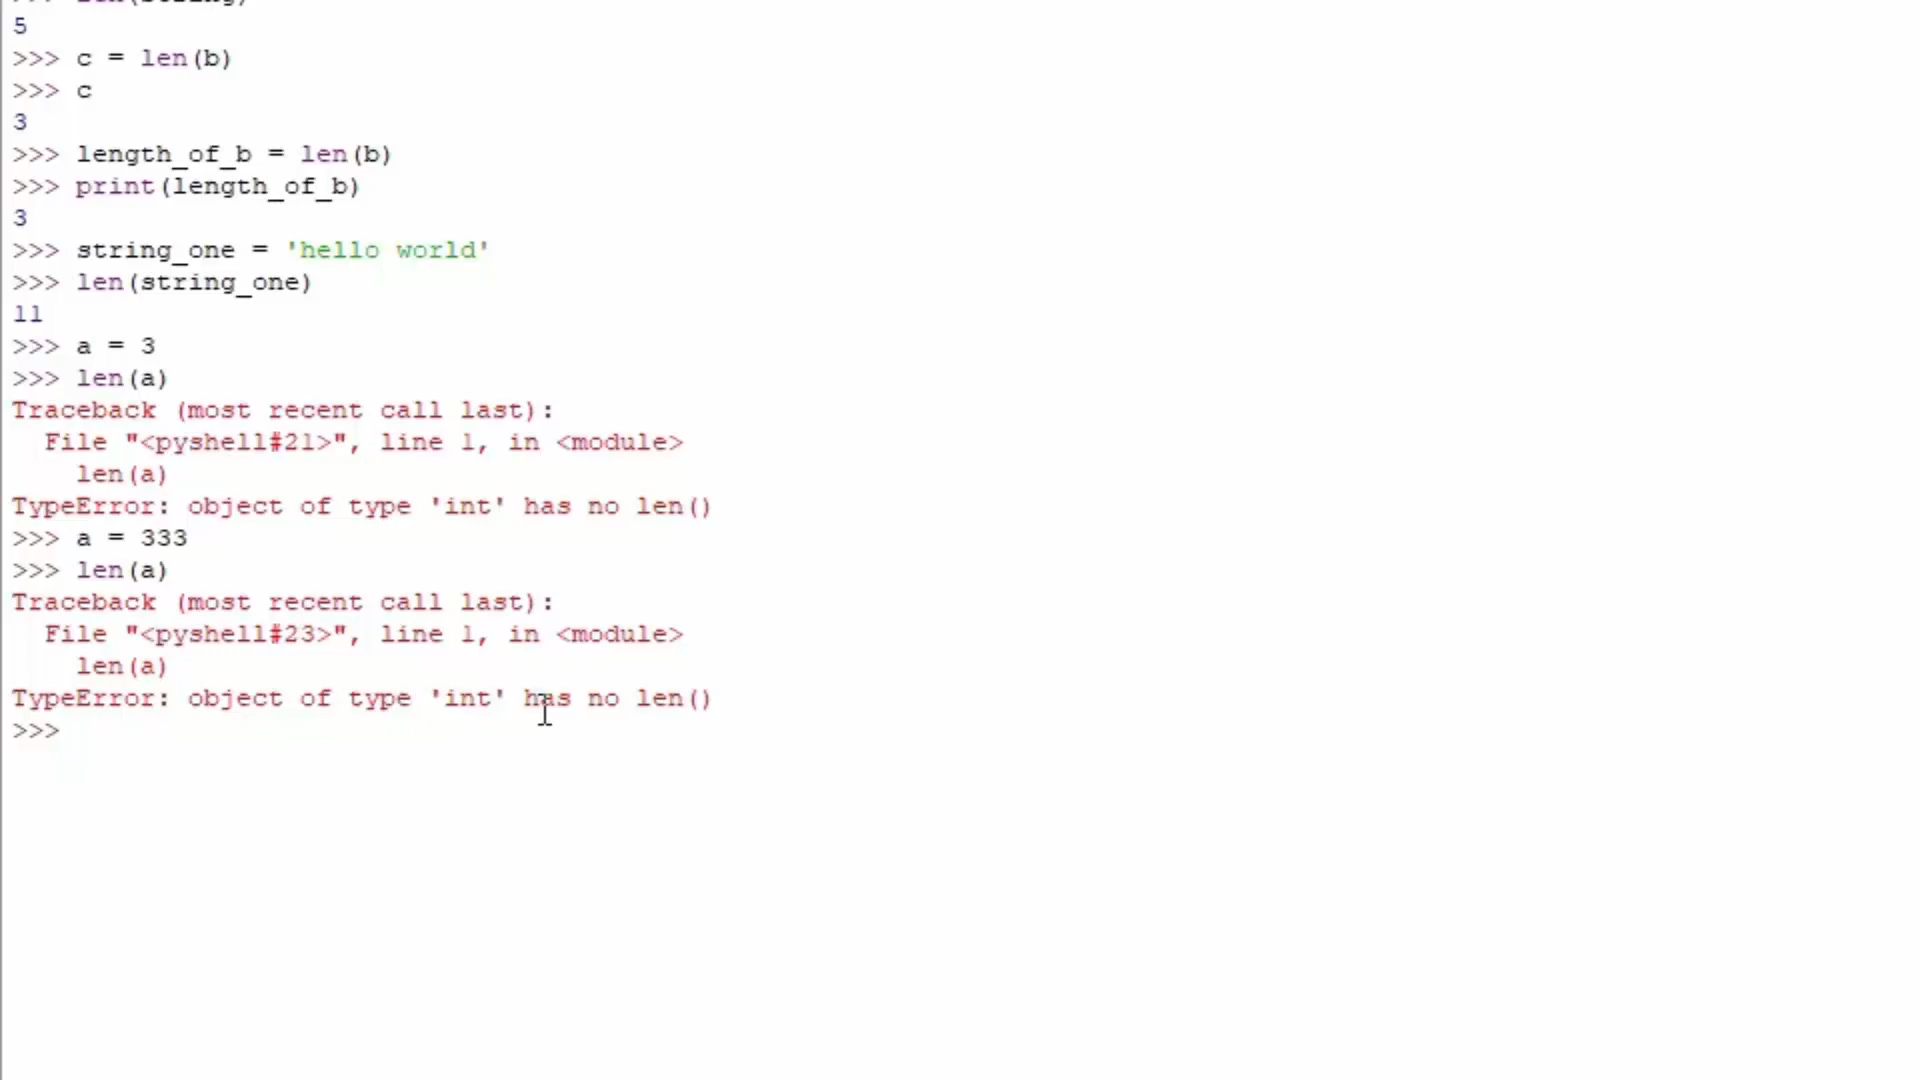 len(string)
5
>>> c = len(b)
>>> c
3
>>> length_of_b = len(b)
>>> print(length_of_b)
3
>>> string_one = 'hello world'
>>> len(string_one)
11
>>> a = 3
>>> len(a)
Traceback (most recent call last):
  File "<pyshell#21>", line 1, in <module>
    len(a)
TypeError: object of type 'int' has no len()
>>> a = 333
>>> len(a)
Traceback (most recent call last):
  File "<pyshell#23>", line 1, in <module>
    len(a)
TypeError: object of type 'int' has no len()
>>>